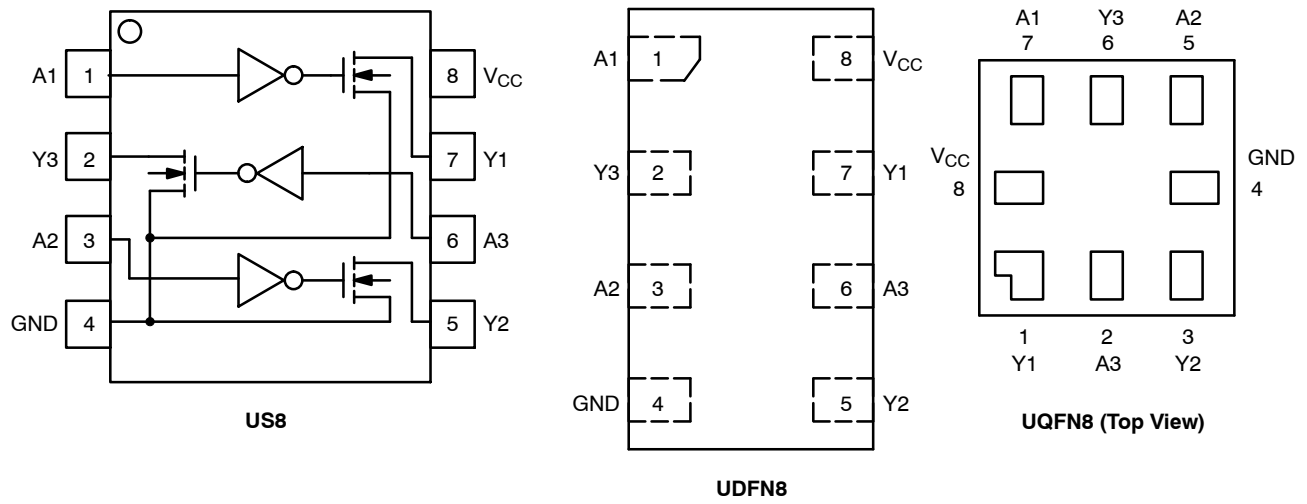 A1 1
8 VCC
Y3 2
7 Y1
A2 3
6 A3
GND 4
5 Y2
US8
A1 1
8 VCC
Y3 2
7 Y1
A2 3
6 A3
GND 4
5 Y2
UDFN8
A1 Y3 A2
7 6 5
VCC
8
GND
4
1 2 3
Y1 A3 Y2
UQFN8 (Top View)